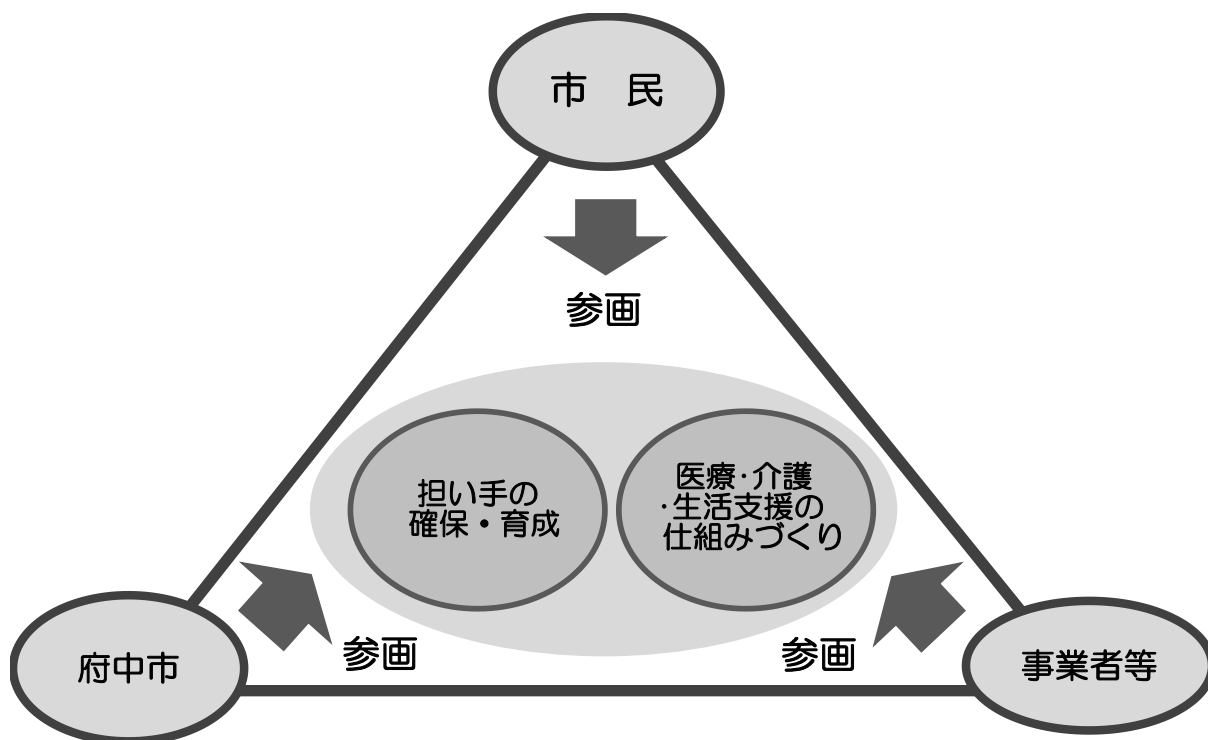 市　民
参画
担い手の
確保・育成
医療・介護
・生活支援の
仕組みづくり
府中市
参画
参画
事業者等